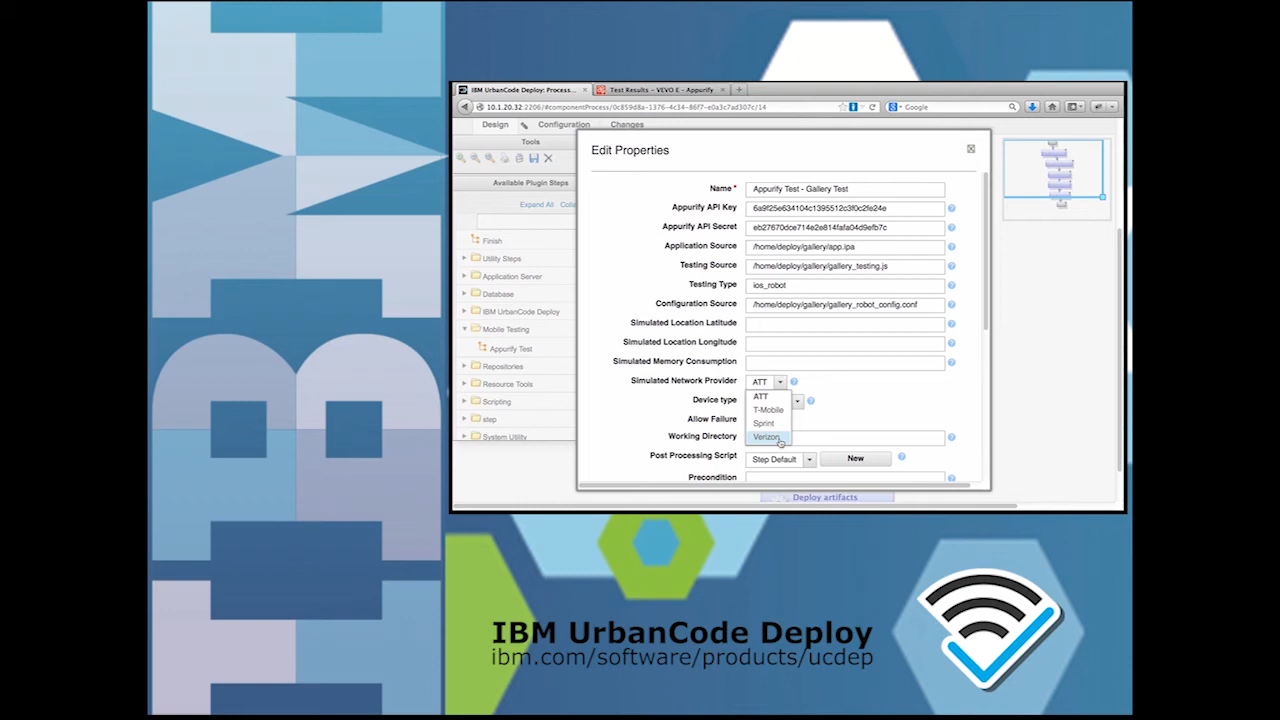 IBM UrbanCode Deploy: Process...
Test Results - VEVO E - Appurify
10.1.20.32:2206/#componentProcess/0c859d8a-1376-4c34-86f7-e0a3c7ad307c/14
Google
Design
Configuration
Changes
Tools
Available Plugin Steps
Expand All
Colle
Finish
Utility Steps
Application Server
Database
IBM UrbanCode Deploy
Mobile Testing
Appurify Test
Repositories
Resource Tools
Scripting
step
System Utility
Edit Properties
Name * Appurify Test - Gallery Test
Appurify API Key 6a9f25e634104c1395512c3f0c2fe24e
Appurify API Secret eb27670dce714e2e814fafa04d9efb7c
Application Source /home/deploy/gallery/app.ipa
Testing Source /home/deploy/gallery/gallery_testing.js
Testing Type ios_robot
Configuration Source /home/deploy/gallery/gallery_robot_config.conf
Simulated Location Latitude
Simulated Location Longitude
Simulated Memory Consumption
Simulated Network Provider ATT
ATT
T-Mobile
Sprint
Verizon
Device type
Allow Failure
Working Directory
Post Processing Script Step Default New
Precondition
Deploy artifacts
IBM
IBM UrbanCode Deploy
ibm.com/software/products/ucdep